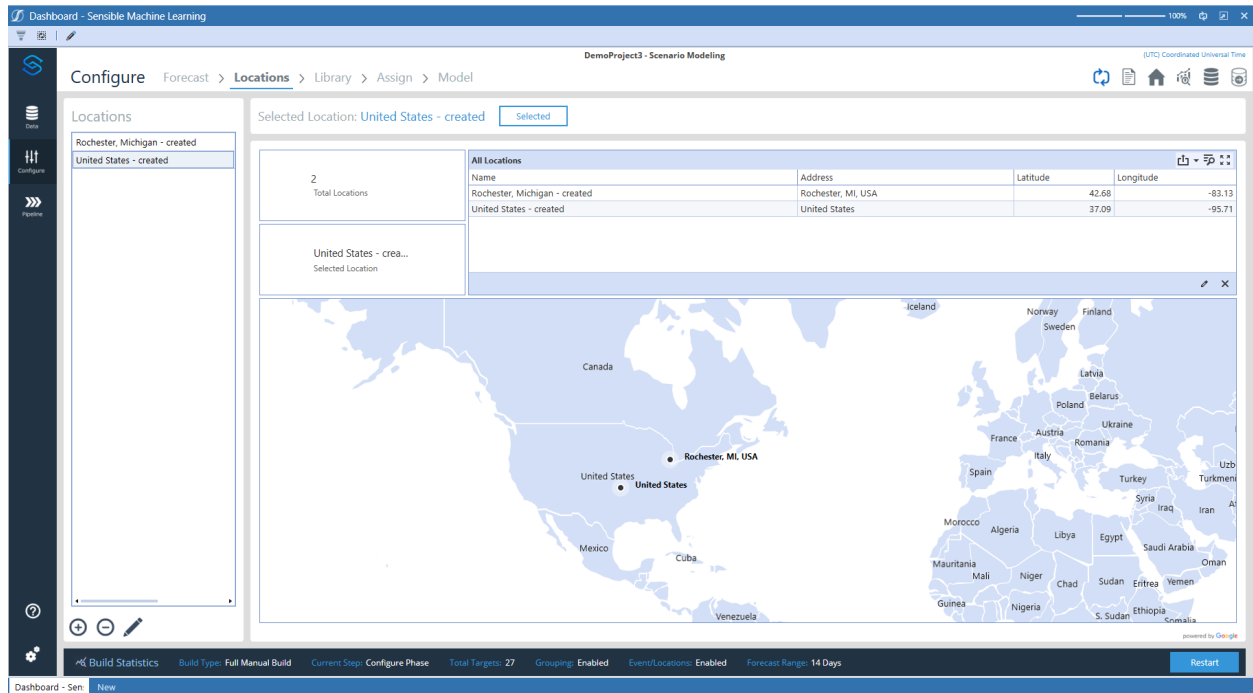 Dashboard - Sensible Machine Learning
100%
DemoProject3 - Scenario Modeling
(UTC) Coordinated Universal Time
Configure Forecast > Locations > Library > Assign > Model
Data
Configure
Pipeline
Locations
Rochester, Michigan - created
United States - created
Selected Location: United States - created Selected
2
Total Locations
United States - crea...
Selected Location
All Locations
Name Address Latitude Longitude
Rochester, Michigan - created Rochester, MI, USA 42.68 -83.13
United States - created United States 37.09 -95.71
Iceland
Norway Finland
Sweden
Canada
Latvia
Belarus
Poland
Ukraine
Austria
France Romania
Italy
Rochester, MI, USA
Uzb
Spain
United States
Turkey Turkmeni
United States
Syria
Iraq Iran Af
Morocco
Algeria Libya Egypt
Saudi Arabia
Mexico
Cuba
Oman
Mauritania
Mali Niger Chad Sudan Eritrea Yemen
Guinea Nigeria
Ethiopia
S. Sudan
Somalia
Venezuela
powered by Google
Build Statistics Build Type: Full Manual Build Current Step: Configure Phase Total Targets: 27 Grouping: Enabled Event/Locations: Enabled Forecast Range: 14 Days Restart
Dashboard - Sen: New